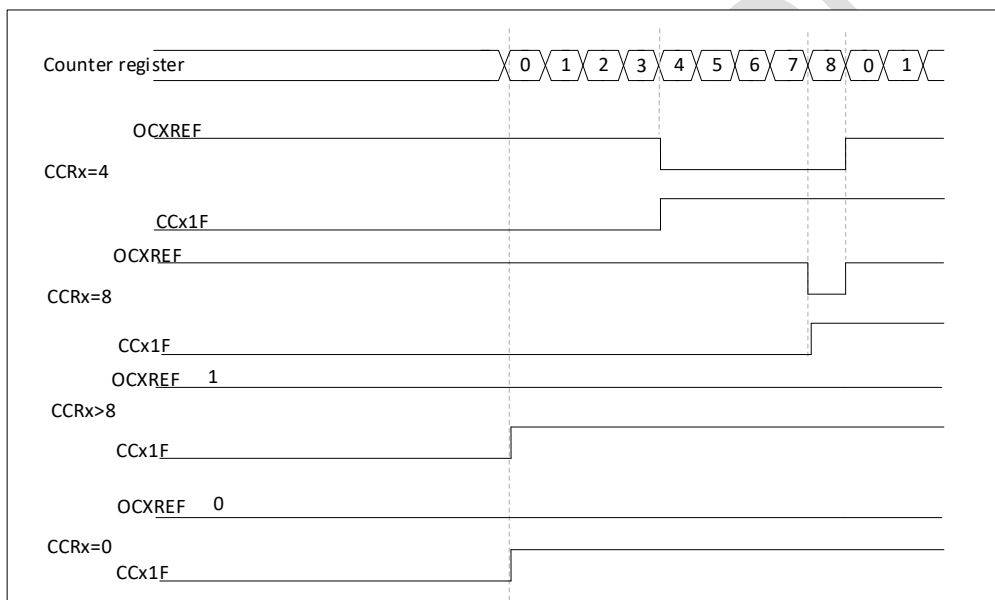 Counter register 0 1 2 3 4 5 6 7 8 0 1
OCXREF
CCRx=4
CCx1F
OCXREF
CCRx=8
CCx1F
OCXREF 1
CCRx>8
CCx1F
OCXREF 0
CCRx=0
CCx1F